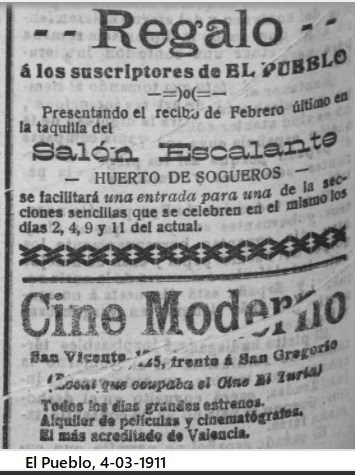 - - Regalo - -
á los suscriptores de EL PUEBLO
—=)o(=—
Presentando el recibo de Febrero último en
la taquilla del
Salón Escalante
— HUERTO DE SOGUEROS —
se facilitará una entrada para una de la sec-
ciones sencillas que se celebren en el mismo los
días 2, 4, 9 y 11 del actual.
Cine Moderno
San Vicente, 125, frente á San Gregorio
(Local que ocupaba el Cine El Turia)
Todos los días grandes estrenos.
Alquiler de películas y cinematógrafos.
El más acreditado de Valencia.
El Pueblo, 4-03-1911